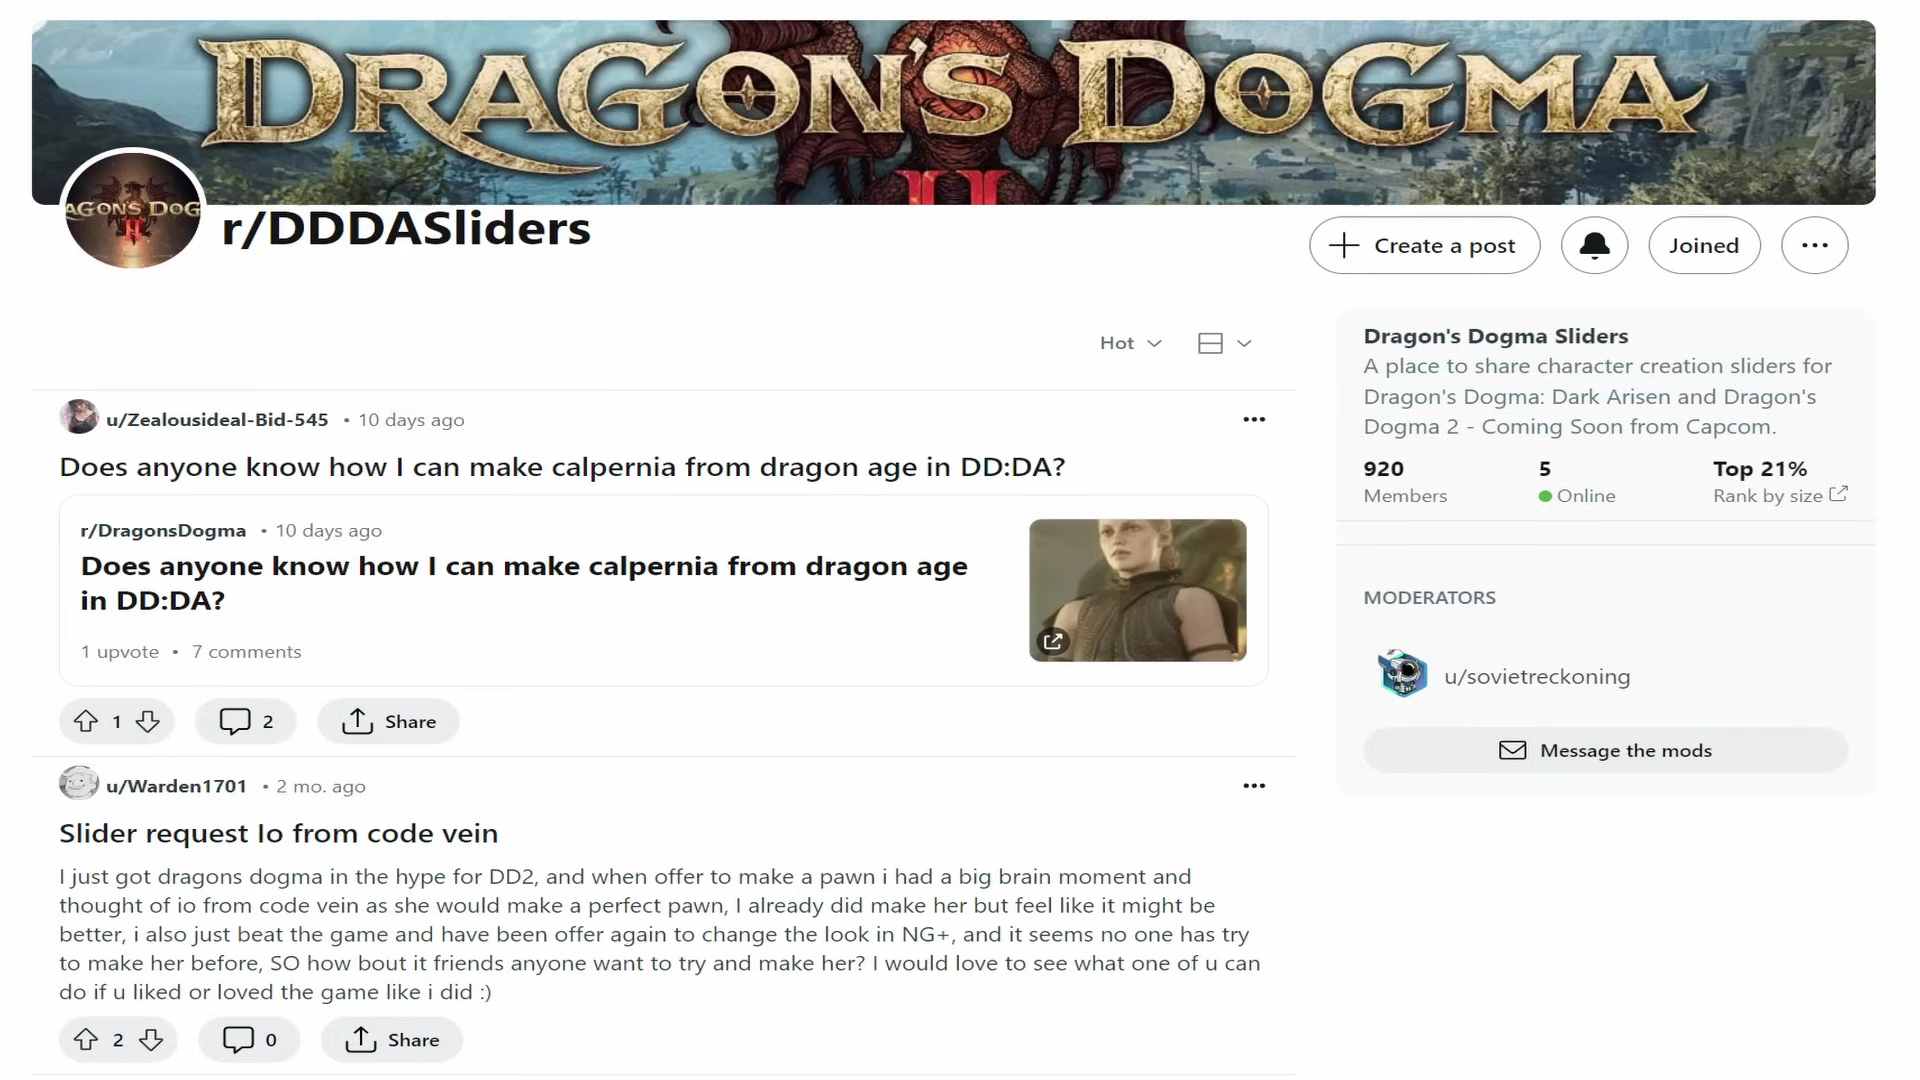 DRAGON'S DOGMA
II
AGON'S DOG
II
r/DDDASliders
Create a post
Joined
Hot
u/Zealousideal-Bid-545 • 10 days ago
Does anyone know how I can make calpernia from dragon age in DD:DA?
r/DragonsDogma • 10 days ago
Does anyone know how I can make calpernia from dragon age
in DD:DA?
1 upvote • 7 comments
1
2
Share
u/Warden1701 • 2 mo. ago
Slider request Io from code vein
I just got dragons dogma in the hype for DD2, and when offer to make a pawn i had a big brain moment and
thought of io from code vein as she would make a perfect pawn, I already did make her but feel like it might be
better, i also just beat the game and have been offer again to change the look in NG+, and it seems no one has try
to make her before, SO how bout it friends anyone want to try and make her? I would love to see what one of u can
do if u liked or loved the game like i did :)
2
0
Share
Dragon's Dogma Sliders
A place to share character creation sliders for
Dragon's Dogma: Dark Arisen and Dragon's
Dogma 2 - Coming Soon from Capcom.
920 5 Top 21%
Members Online Rank by size
MODERATORS
u/sovietreckoning
Message the mods